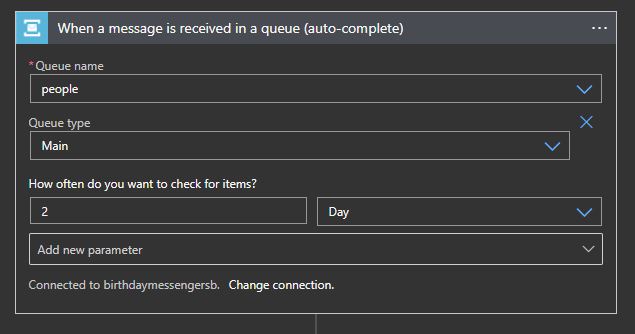 When a message is received in a queue (auto-complete)
*Queue name
people
Queue type
Main
How often do you want to check for items?
2 Day
Add new parameter
Connected to birthdaymessengersb. Change connection.